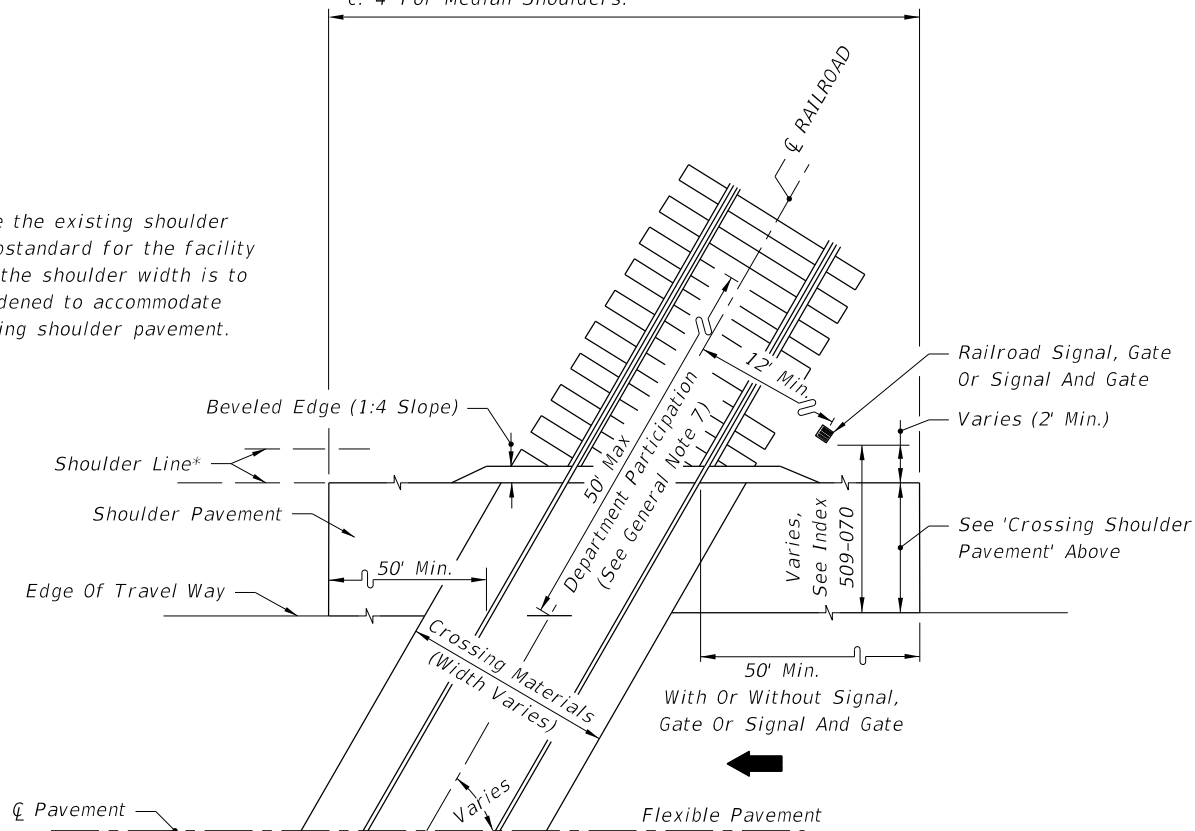 c. 4' For Median Shoulders.
℄ RAILROAD
the existing shoulder
for the facility
the shoulder width is to
to accommodate
shoulder pavement.
12' Min.
Railroad Signal, Gate
Or Signal And Gate
Varies (2' Min.)
Beveled Edge (1:4 Slope)
Shoulder Line*
Shoulder Pavement
50' Max
Department Participation
(See General Note 7)
Varies,
See Index
509-070
See 'Crossing Shoulder
Pavement' Above
50' Min.
Edge Of Travel Way
Crossing Materials
(Width Varies)
50' Min.
With Or Without Signal,
Gate Or Signal And Gate
Varies
℄ Pavement
Flexible Pavement